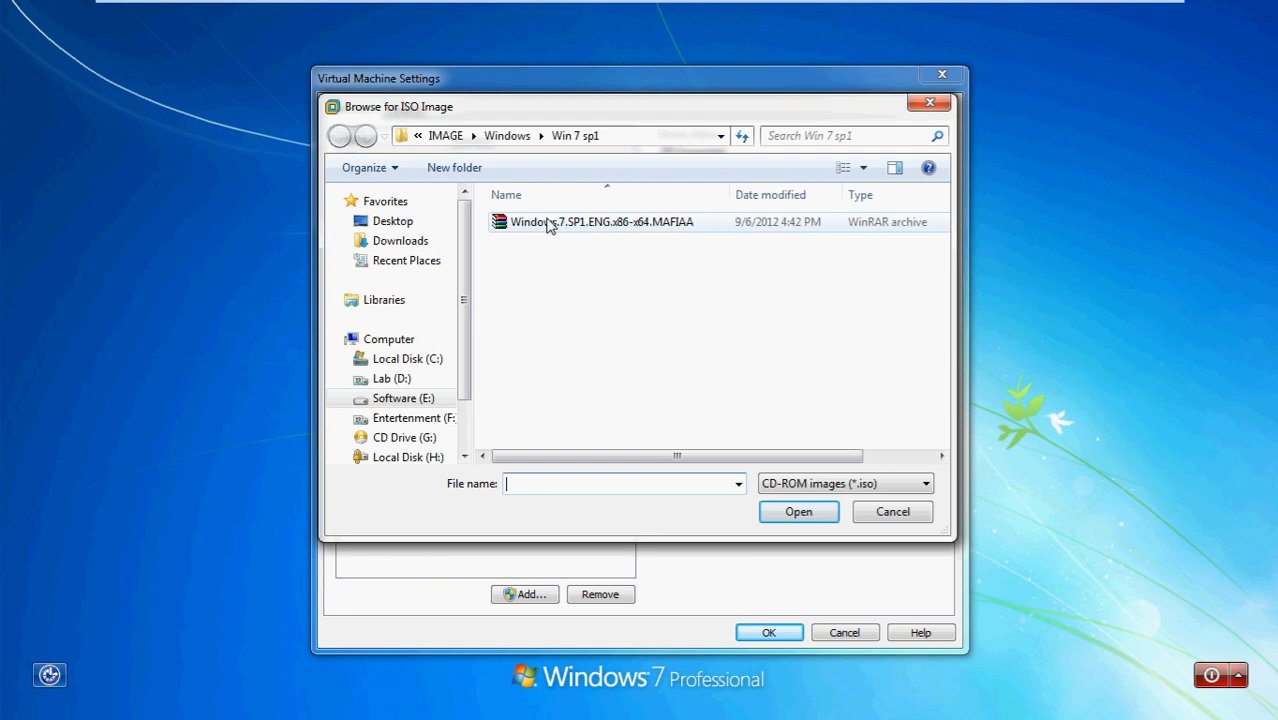 Virtual Machine Settings
Browse for ISO Image
« IMAGE Windows Win 7 sp1 Search Win 7 sp1
Organize New folder
Name Date modified Type
Windows.7.SP1.ENG.x86-x64.MAFIAA 9/6/2012 4:42 PM WinRAR archive
Favorites
Desktop
Downloads
Recent Places
Libraries
Computer
Local Disk (C:)
Lab (D:)
Software (E:)
Entertenment (F:
CD Drive (G:)
Local Disk (H:)
File name: CD-ROM images (*.iso)
Open Cancel
Add... Remove
OK Cancel Help
Windows 7 Professional